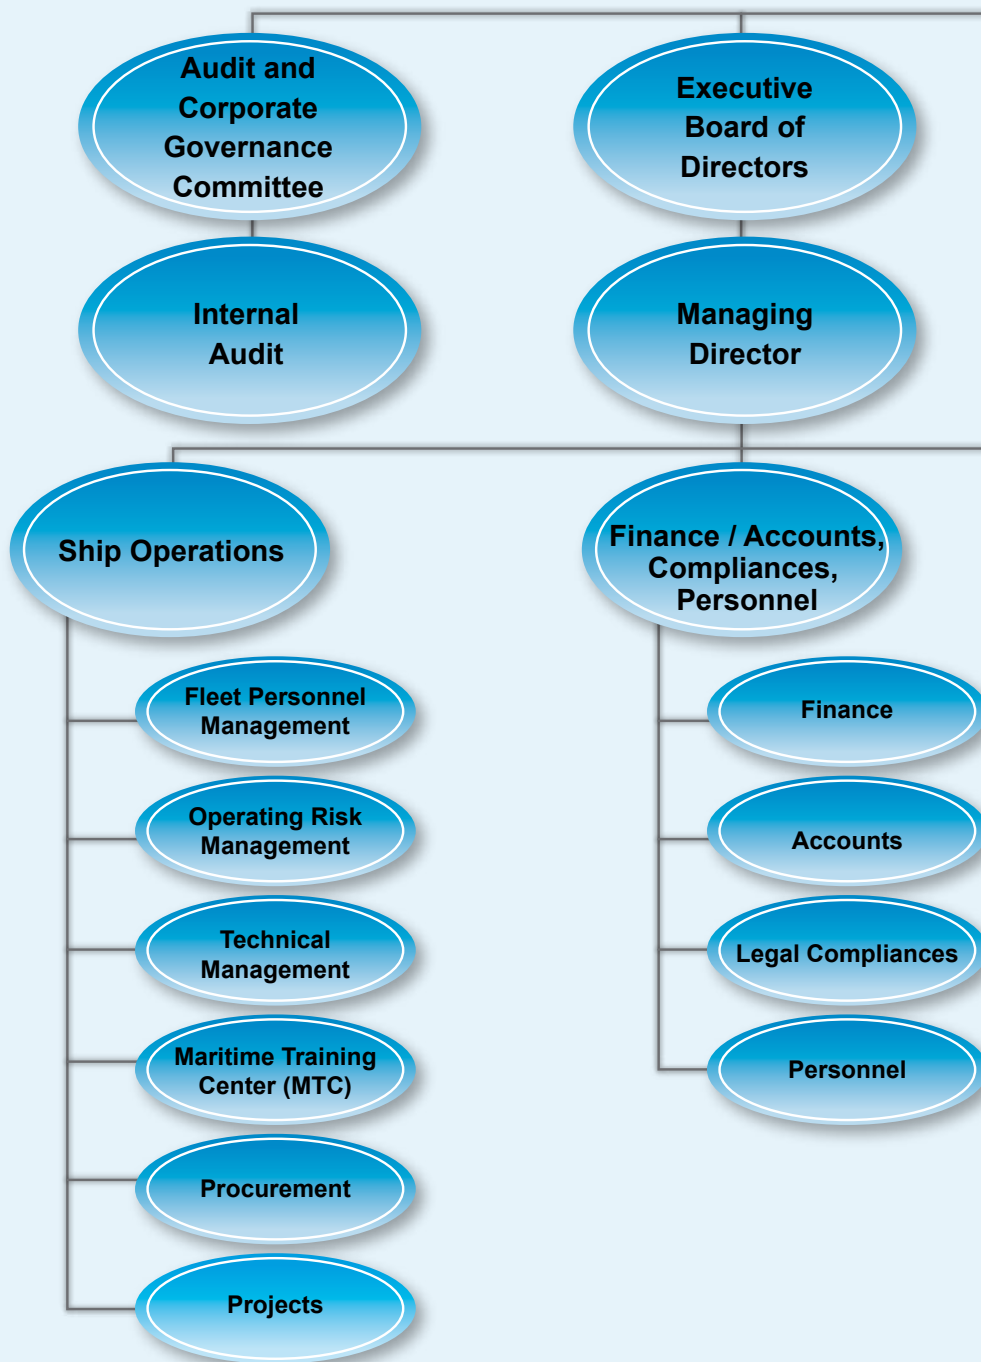 Audit and
Corporate
Governance
Committee
Executive
Board of
Directors
Internal
Audit
Managing
Director
Ship Operations
Finance / Accounts,
Compliances,
Personnel
Fleet Personnel
Management
Operating Risk
Management
Technical
Management
Maritime Training
Center (MTC)
Procurement
Projects
Finance
Accounts
Legal Compliances
Personnel